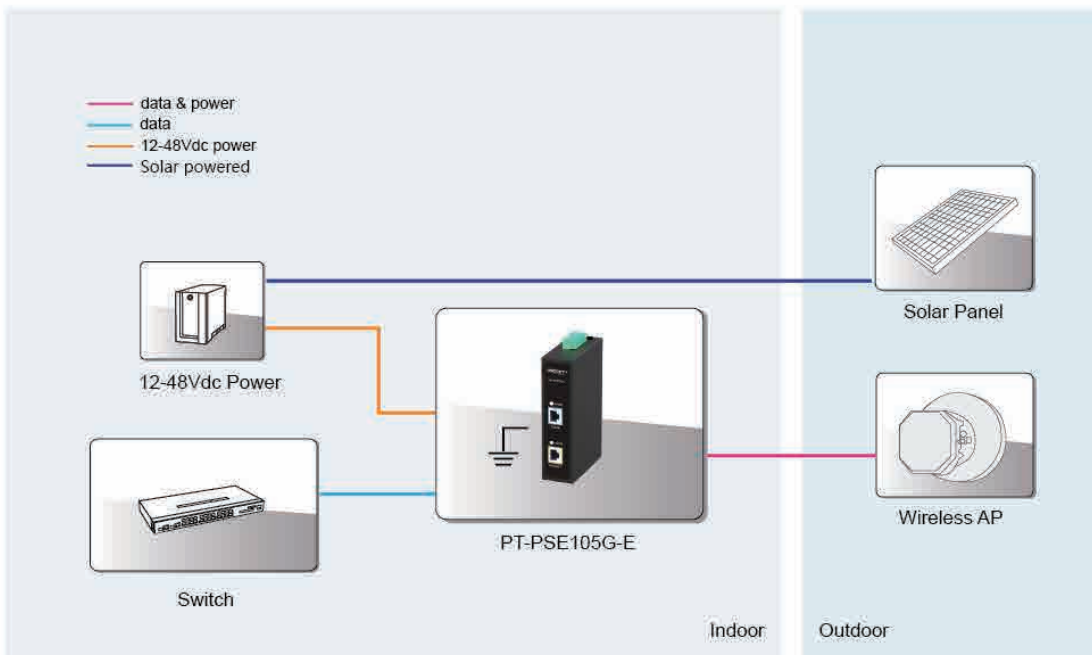 data & power
data
12-48Vdc power
Solar powered
Solar Panel
12-48Vdc Power
Wireless AP
PT-PSE105G-E
Switch
Indoor
Outdoor